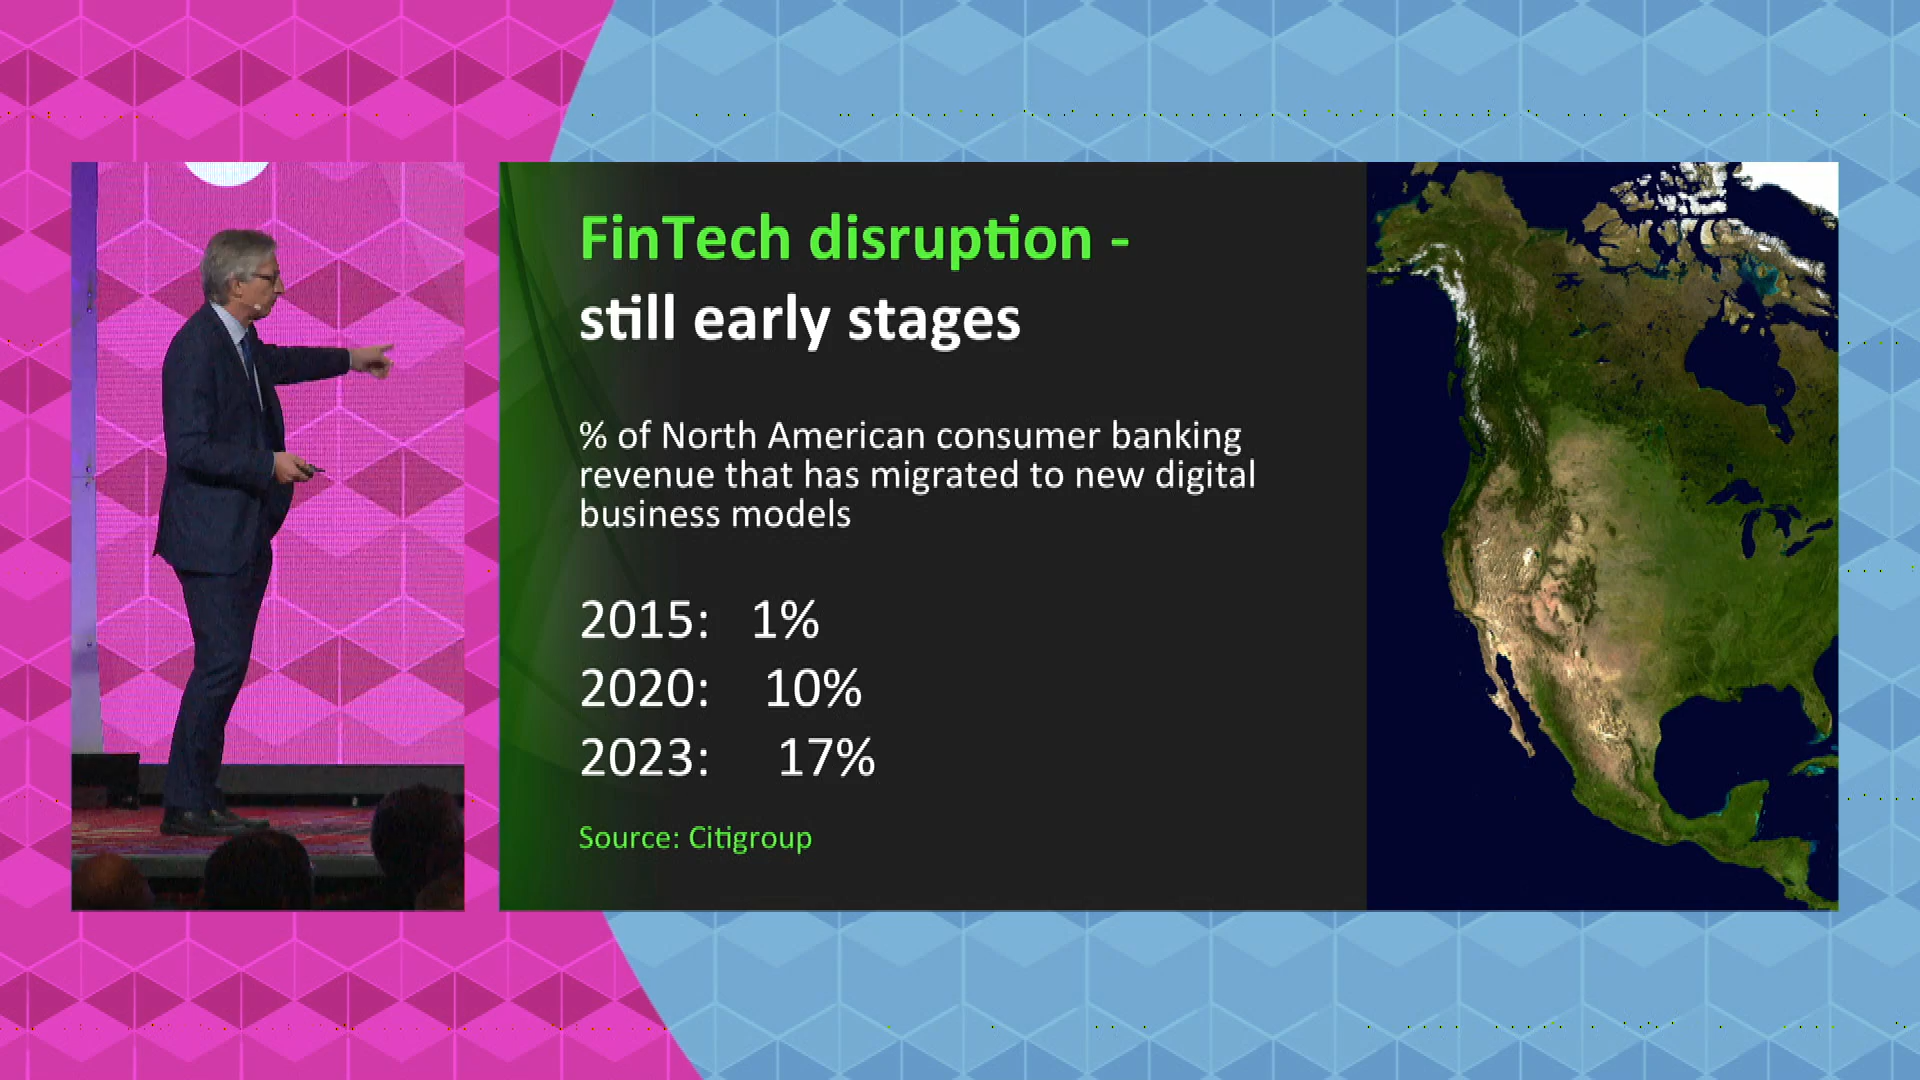 FinTech disruption -
still early stages
% of North American consumer banking
revenue that has migrated to new digital
business models
2015: 1%
2020: 10%
2023: 17%
Source: Citigroup